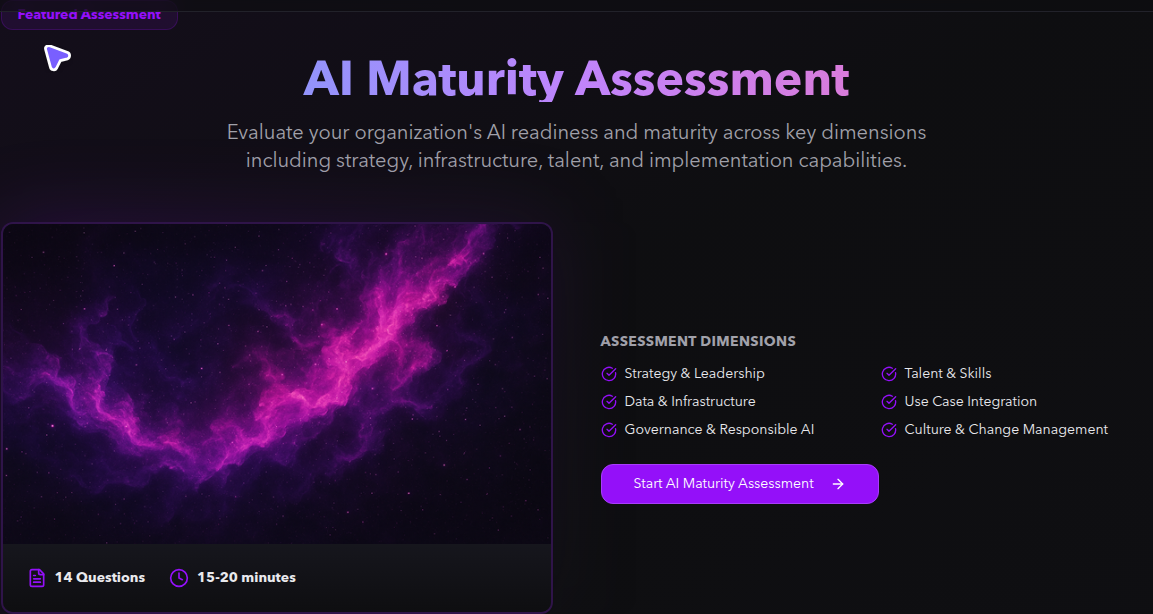 Featured Assessment
AI Maturity Assessment
Evaluate your organization's AI readiness and maturity across key dimensions
including strategy, infrastructure, talent, and implementation capabilities.
ASSESSMENT DIMENSIONS
Strategy & Leadership
Talent & Skills
Data & Infrastructure
Use Case Integration
Governance & Responsible AI
Culture & Change Management
Start AI Maturity Assessment
14 Questions
15-20 minutes